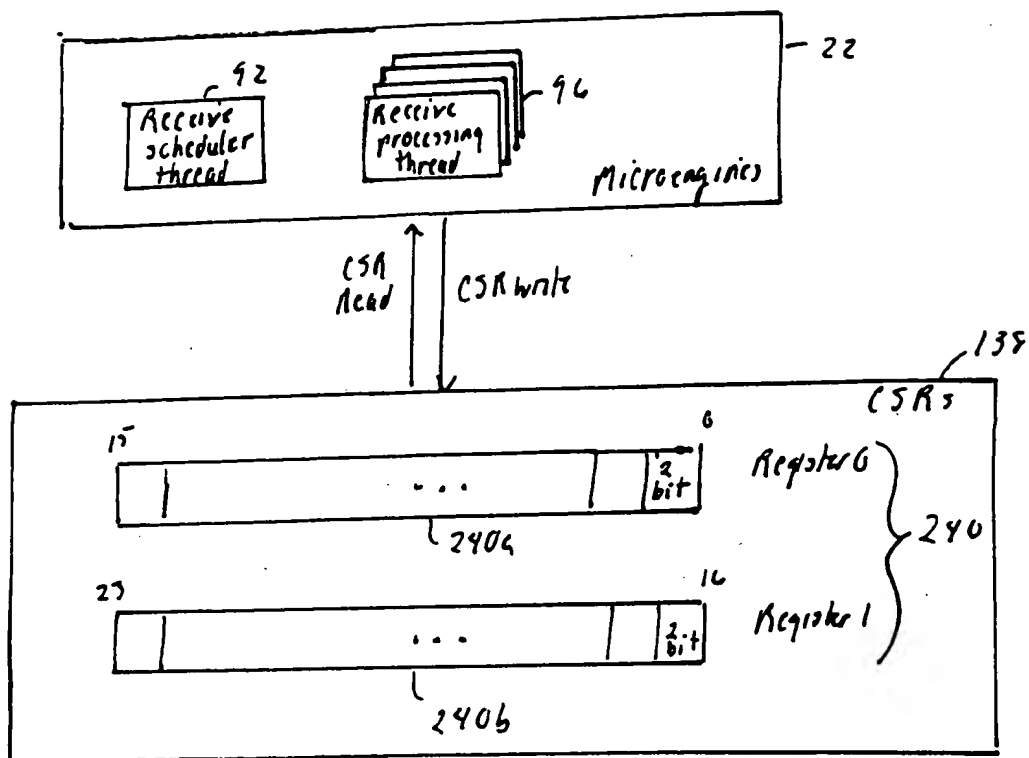 22
92
96
Receive
scheduler
thread
Receive
processing
thread
Microengines
CSR
Read
CSR write
138
CSRs
15
0
2
bit
...
Register 0
240a
240
23
16
2
bit
...
Register 1
240b